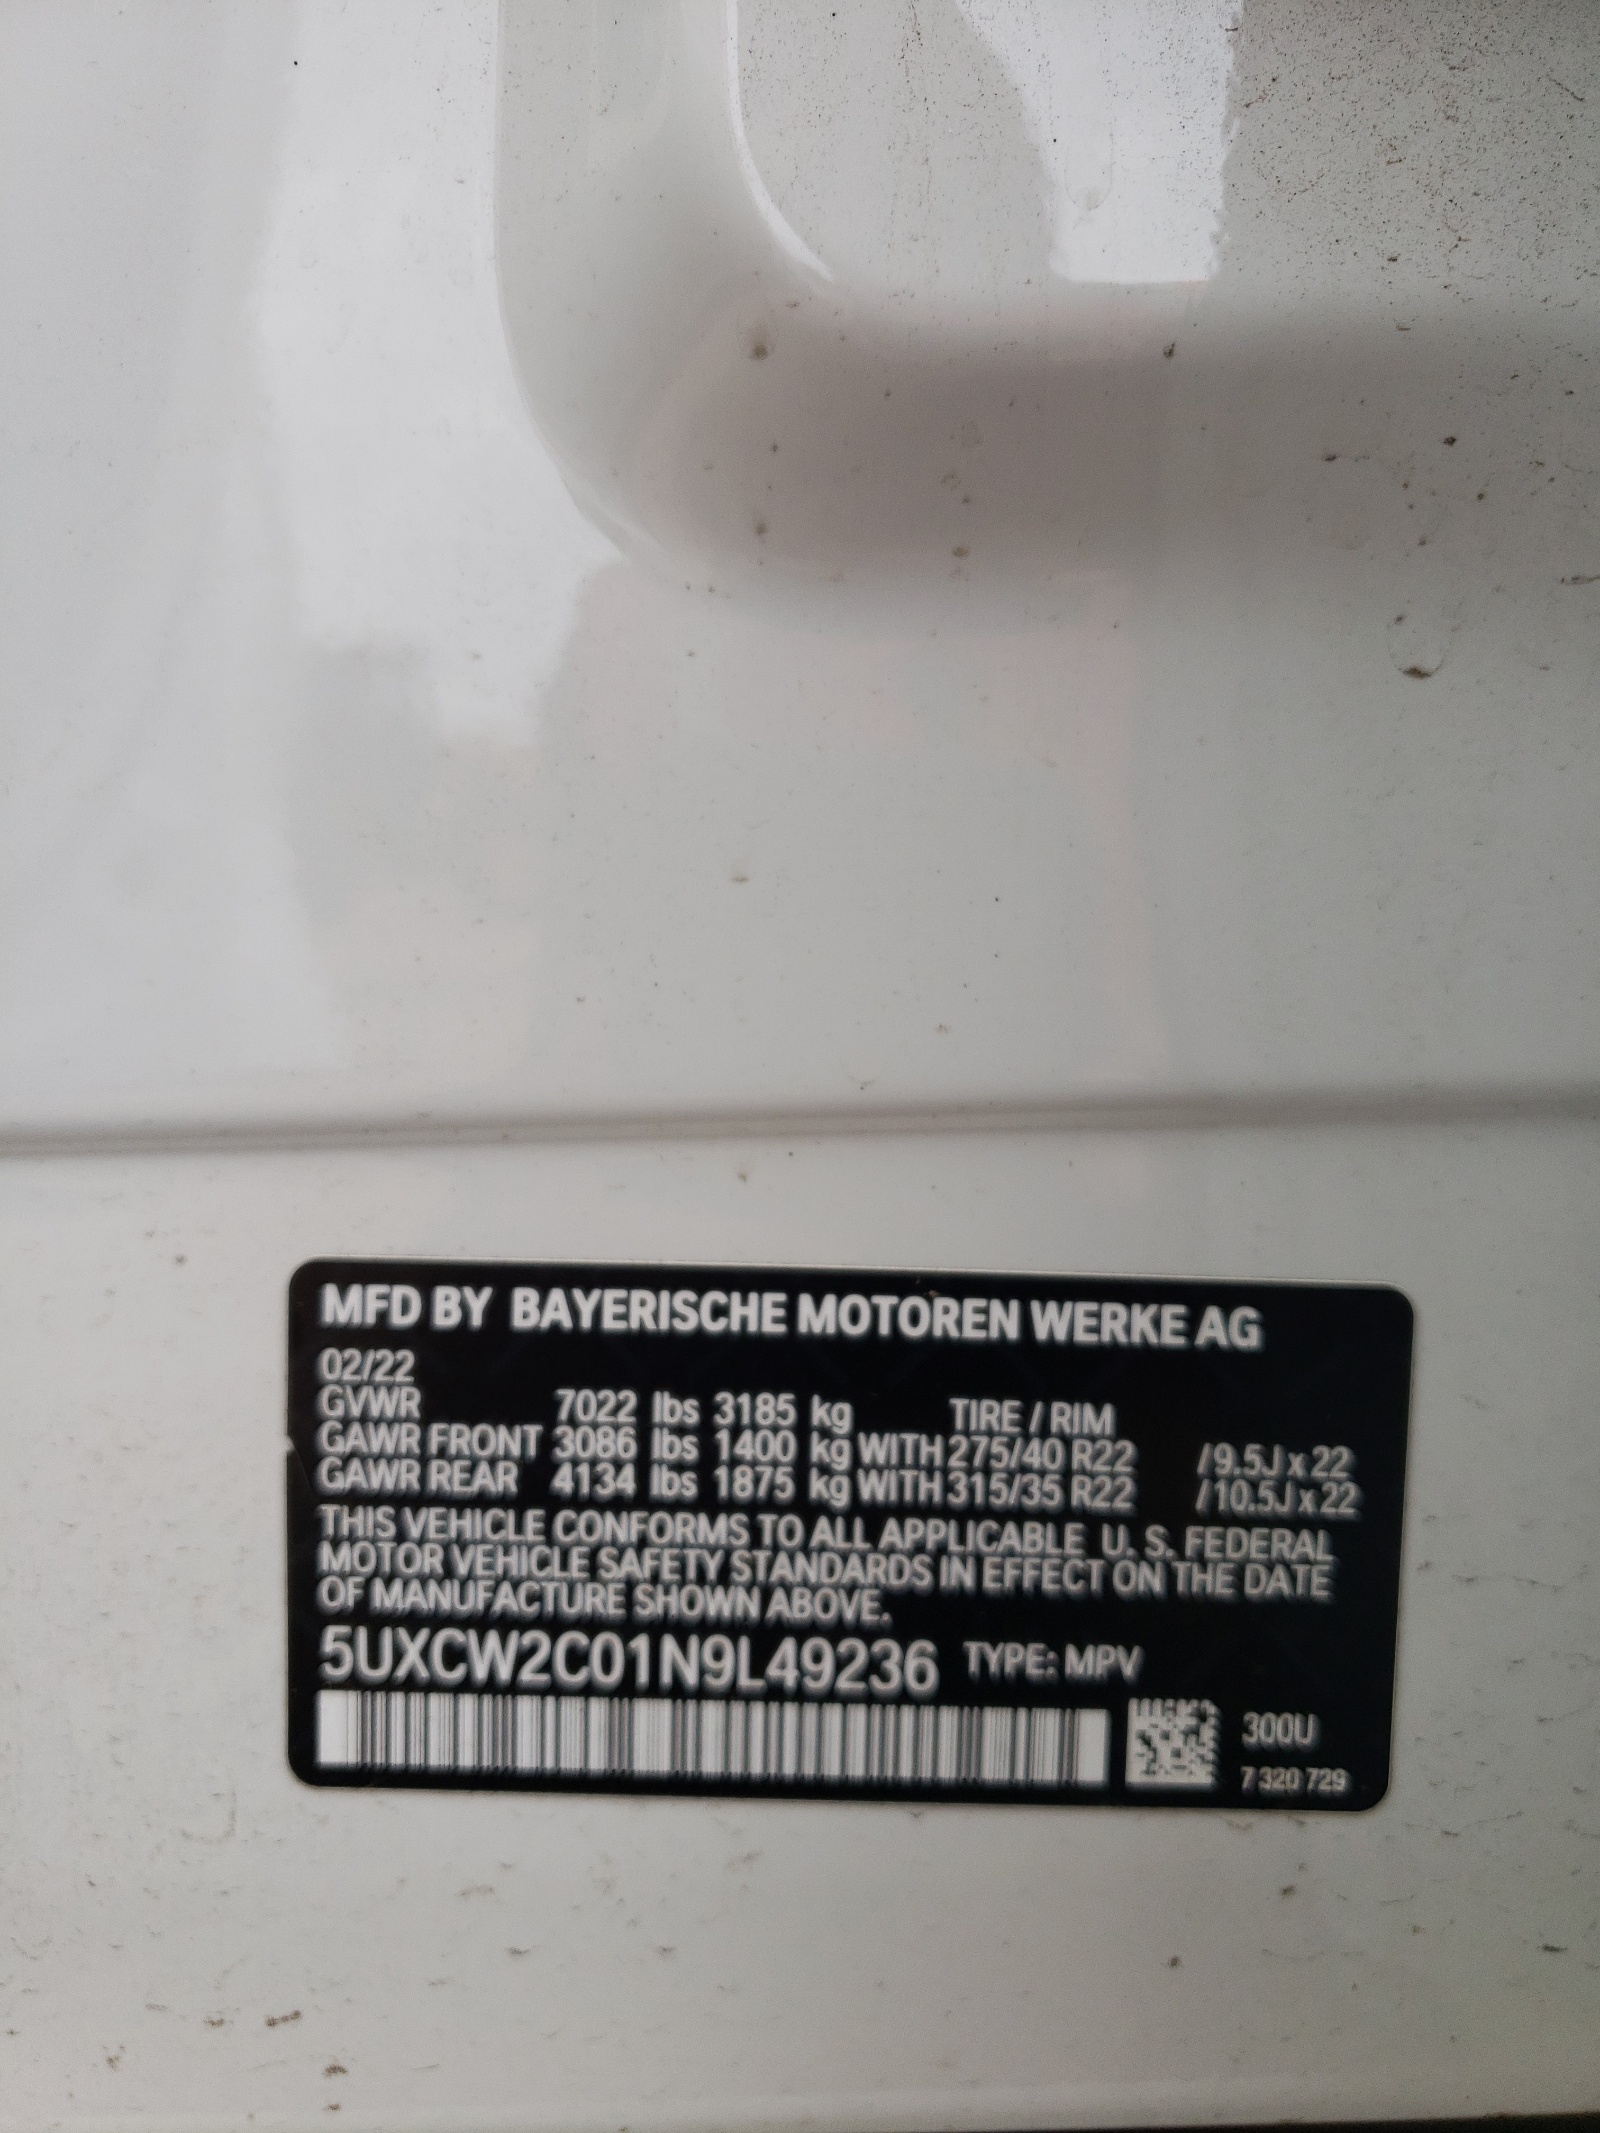 MFD BY BAYERISCHE MOTOREN WERKE AG
02/22
GVWR 7022 lbs 3185 kg TIRE / RIM
GAWR FRONT 3086 lbs 1400 kg WITH 275/40 R22 / 9.5J x 22
GAWR REAR 4134 lbs 1875 kg WITH 315/35 R22 / 10.5J x 22
THIS VEHICLE CONFORMS TO ALL APPLICABLE U. S. FEDERAL
MOTOR VEHICLE SAFETY STANDARDS IN EFFECT ON THE DATE
OF MANUFACTURE SHOWN ABOVE.
5UXCW2C01N9L49236 TYPE: MPV
300U
7 320 729